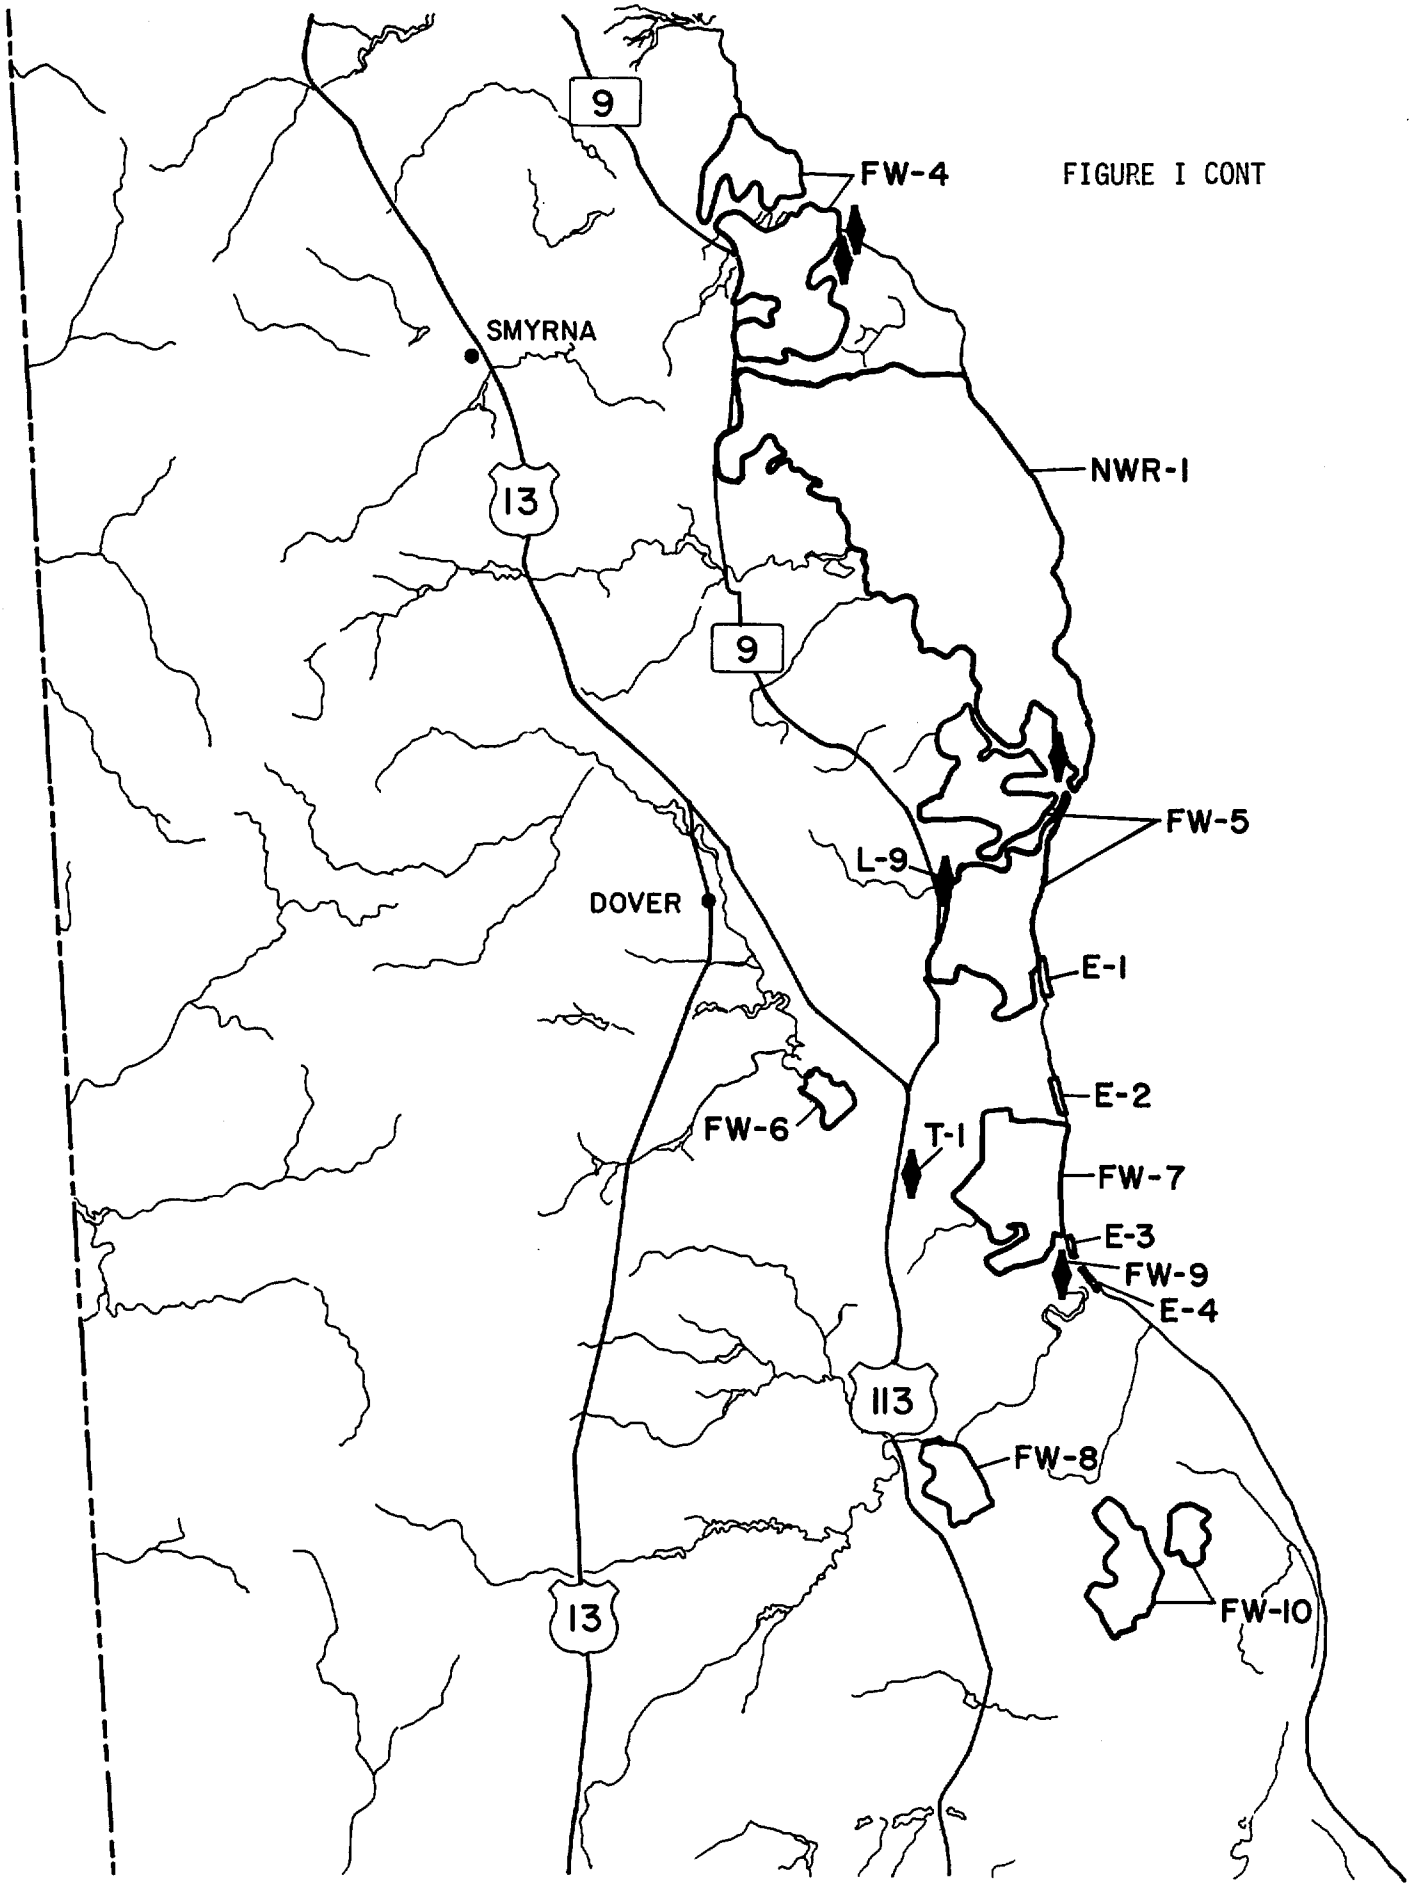 9
FW-4
FIGURE I CONT
SMYRNA
NWR-1
13
9
FW-5
L-9
DOVER
E-1
E-2
FW-6
T-1
FW-7
E-3
FW-9
E-4
113
FW-8
FW-10
13